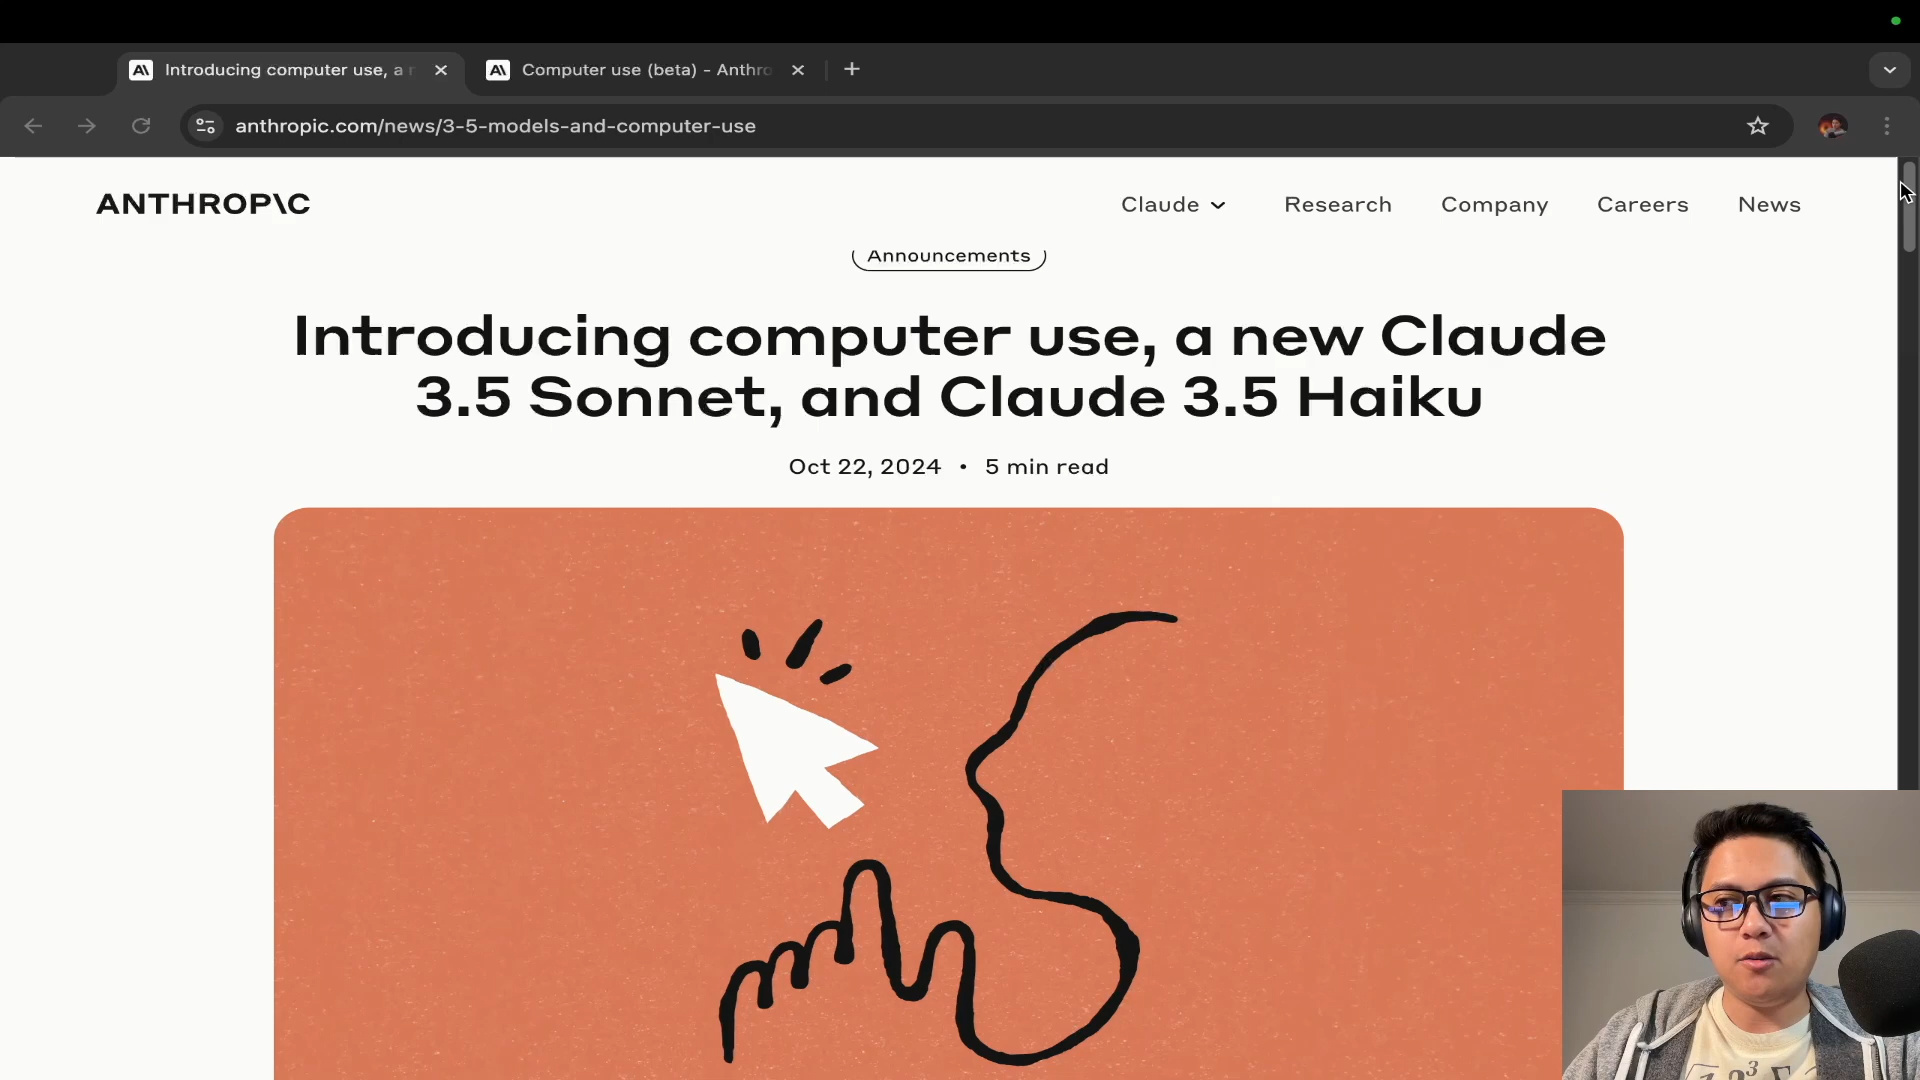 Introducing computer use, a
Computer use (beta) - Anthro
anthropic.com/news/3-5-models-and-computer-use
ANTHROP\C
Claude
Research
Company
Careers
News
Announcements
Introducing computer use, a new Claude
3.5 Sonnet, and Claude 3.5 Haiku
Oct 22, 2024 • 5 min read